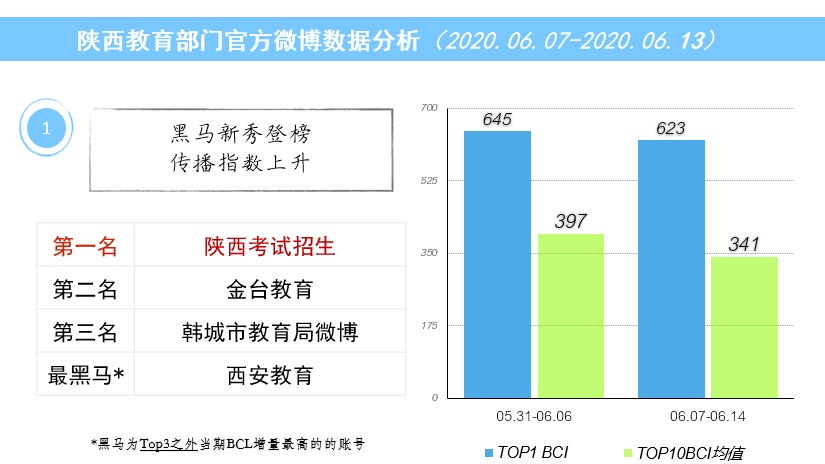 陕西教育部门官方微博数据分析（2020.06.07-2020.06.13）
1
黑马新秀登榜
传播指数上升
第一名 陕西考试招生
第二名 金台教育
第三名 韩城市教育局微博
最黑马* 西安教育
*黑马为Top3之外当期BCL增量最高的的账号
700
525
350
175
0
645
397
623
341
05.31-06.06
06.07-06.14
TOP1 BCI
TOP10BCI均值